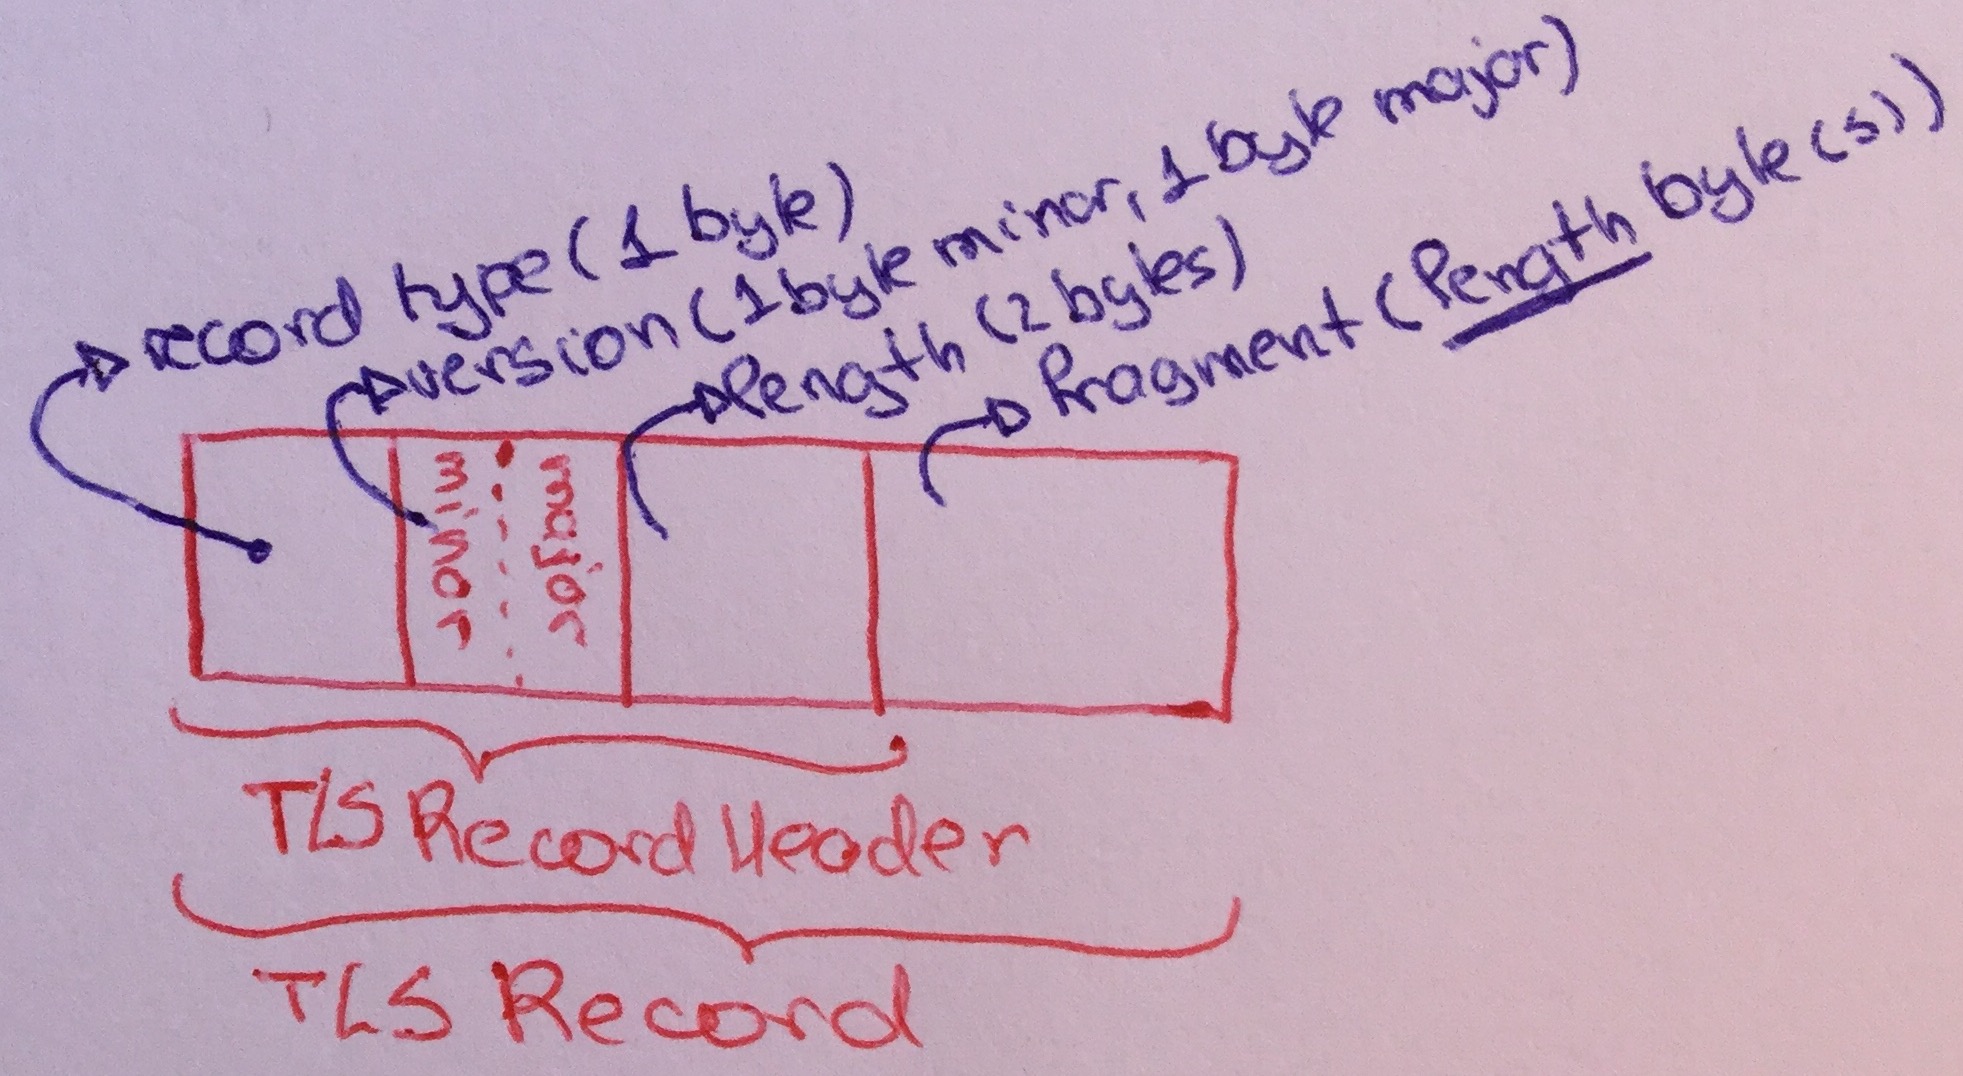 record type (1 byte)
version (1 byte minor, 1 byte major)
length (2 bytes)
fragment (length byte(s))
minor
major
TLS Record Header
TLS Record